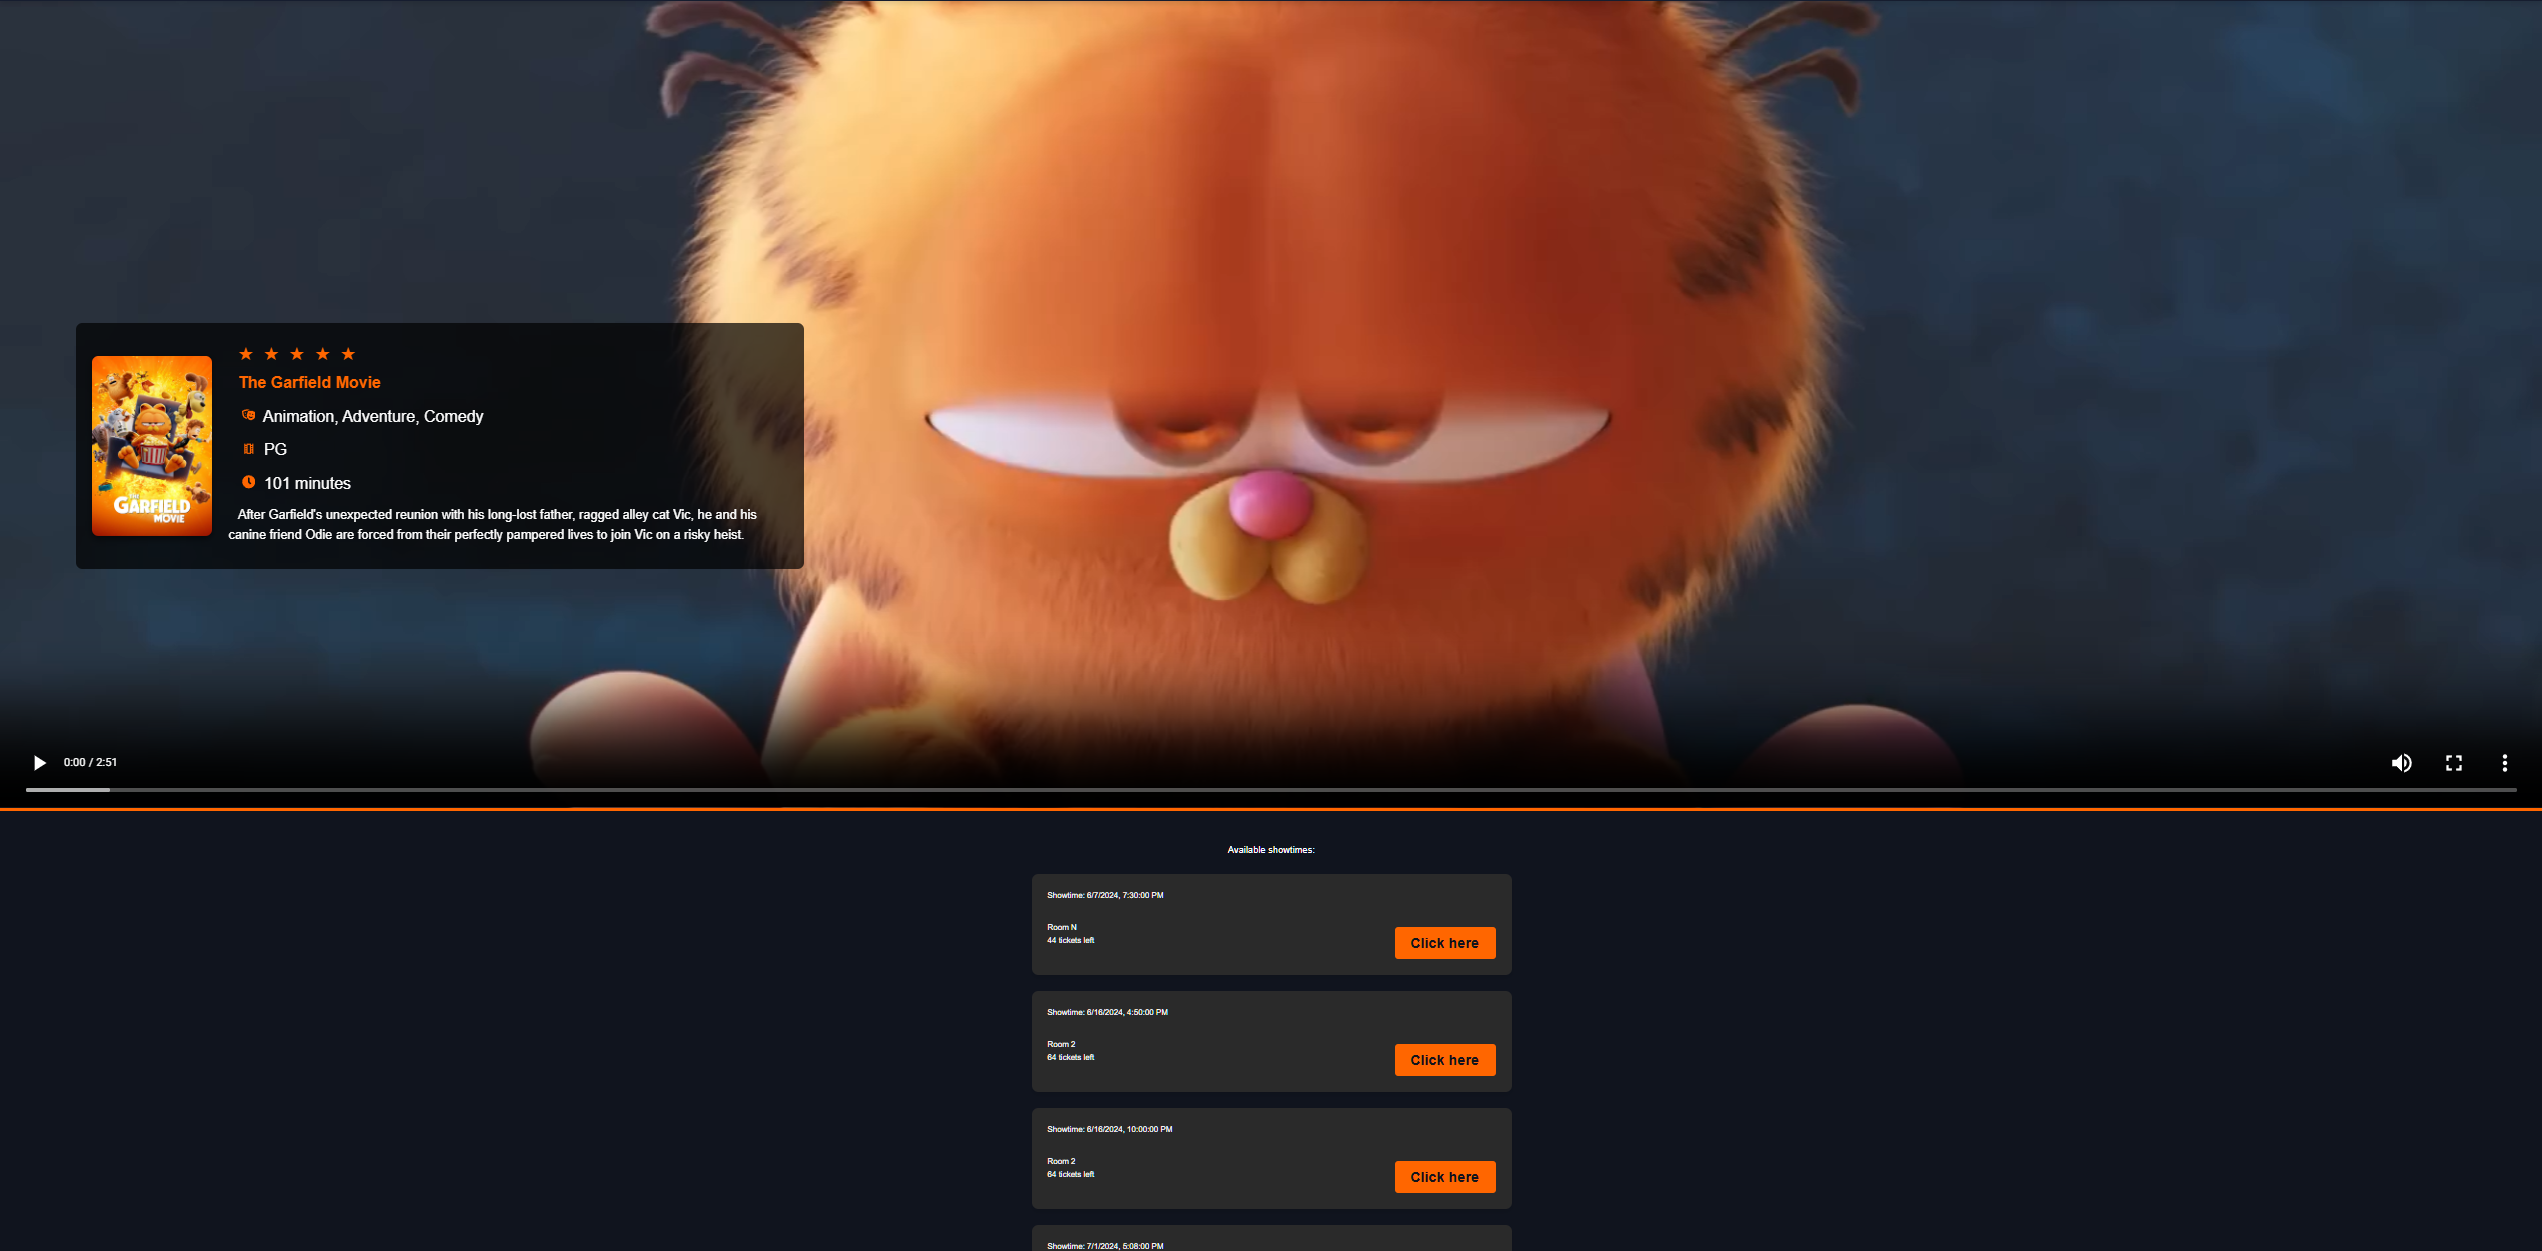 The Garfield Movie
Animation, Adventure, Comedy
PG
101 minutes
After Garfield's unexpected reunion with his long-lost father, ragged alley cat Vic, he and his
canine friend Odie are forced from their perfectly pampered lives to join Vic on a risky heist.
THE
GARFIELD
MOVIE
0:00 / 2:51
Available showtimes:
Showtime: 6/7/2024, 7:30:00 PM
Room N
44 tickets left
Click here
Showtime: 6/16/2024, 4:50:00 PM
Room 2
64 tickets left
Click here
Showtime: 6/16/2024, 10:00:00 PM
Room 2
64 tickets left
Click here
Showtime: 7/1/2024, 5:08:00 PM